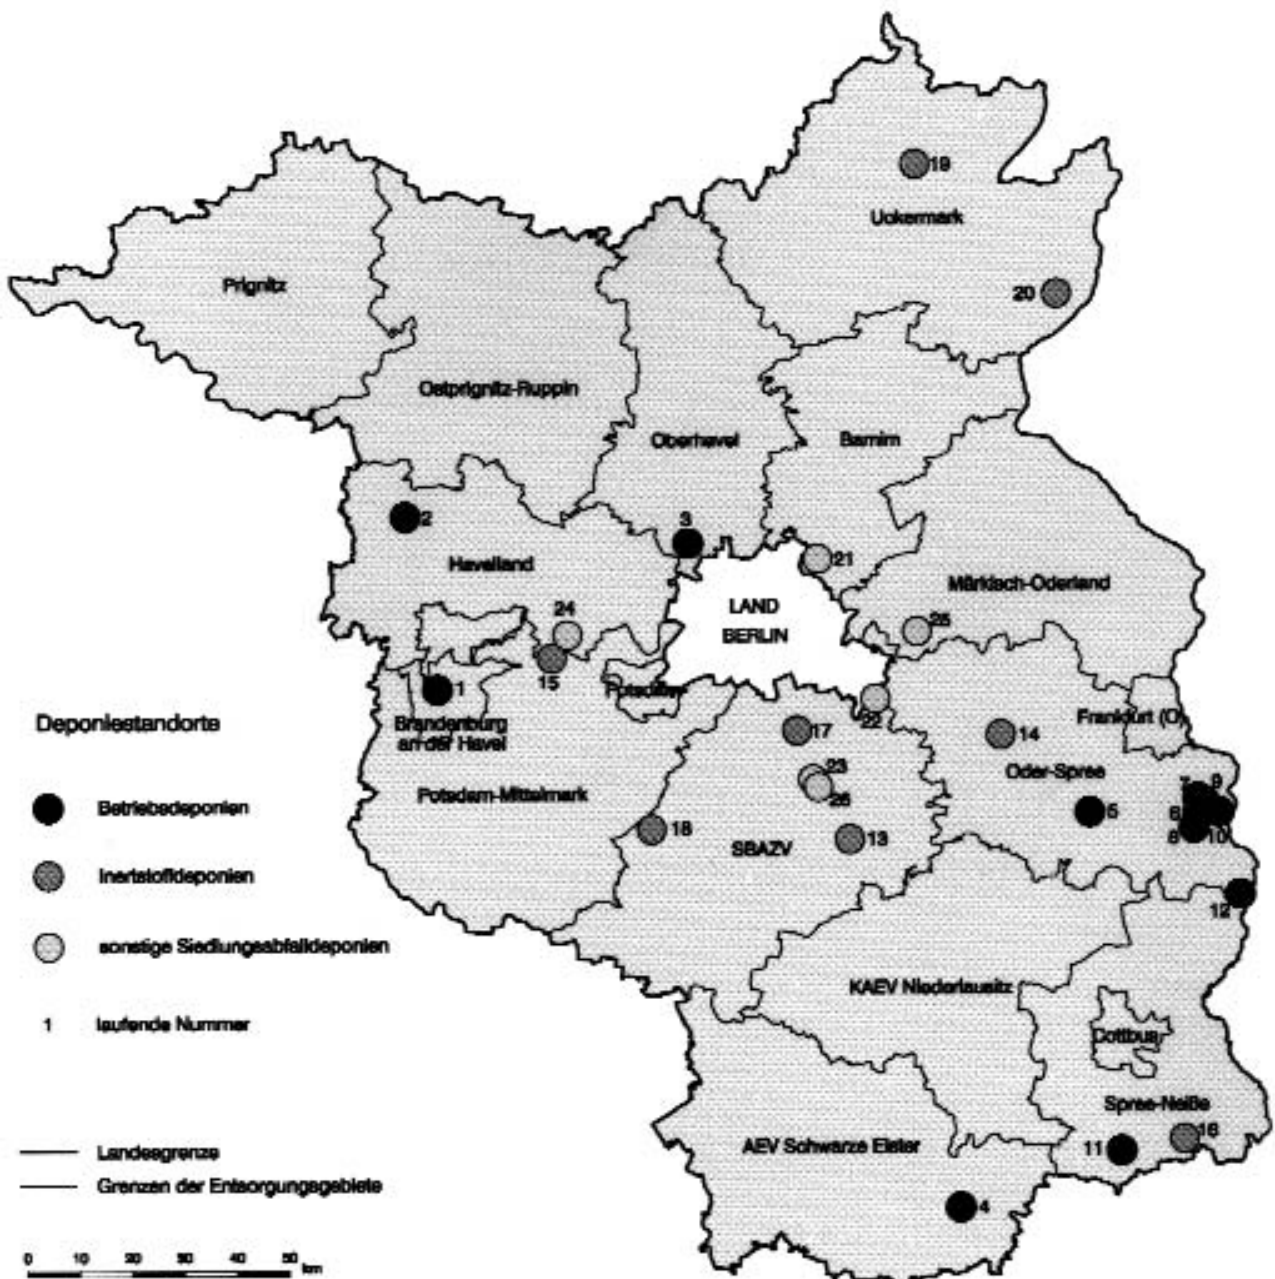 19
Uckermark
Prignitz
20
Ostprignitz-Ruppin
Oberhavel
Barnim
2
3
Havelland
21
Märkisch-Oderland
LAND
BERLIN
24
25
15
Potsdam
1
22
Brandenburg
an der Havel
Frankfurt (O)
17
14
Oder-Spree
Deponiestandorte
23
26
7
9
Betriebsdeponien
Potsdam-Mittelmark
5
6
18
SBAZV
13
8
10
Inertstoffdeponien
12
sonstige Siedlungsabfalldeponien
KAEV Niederlausitz
1 laufende Nummer
Cottbus
Spree-Neiße
16
AEV Schwarze Elster
11
Landesgrenze
Grenzen der Entsorgungsgebiete
4
0 10 20 30 40 50
km